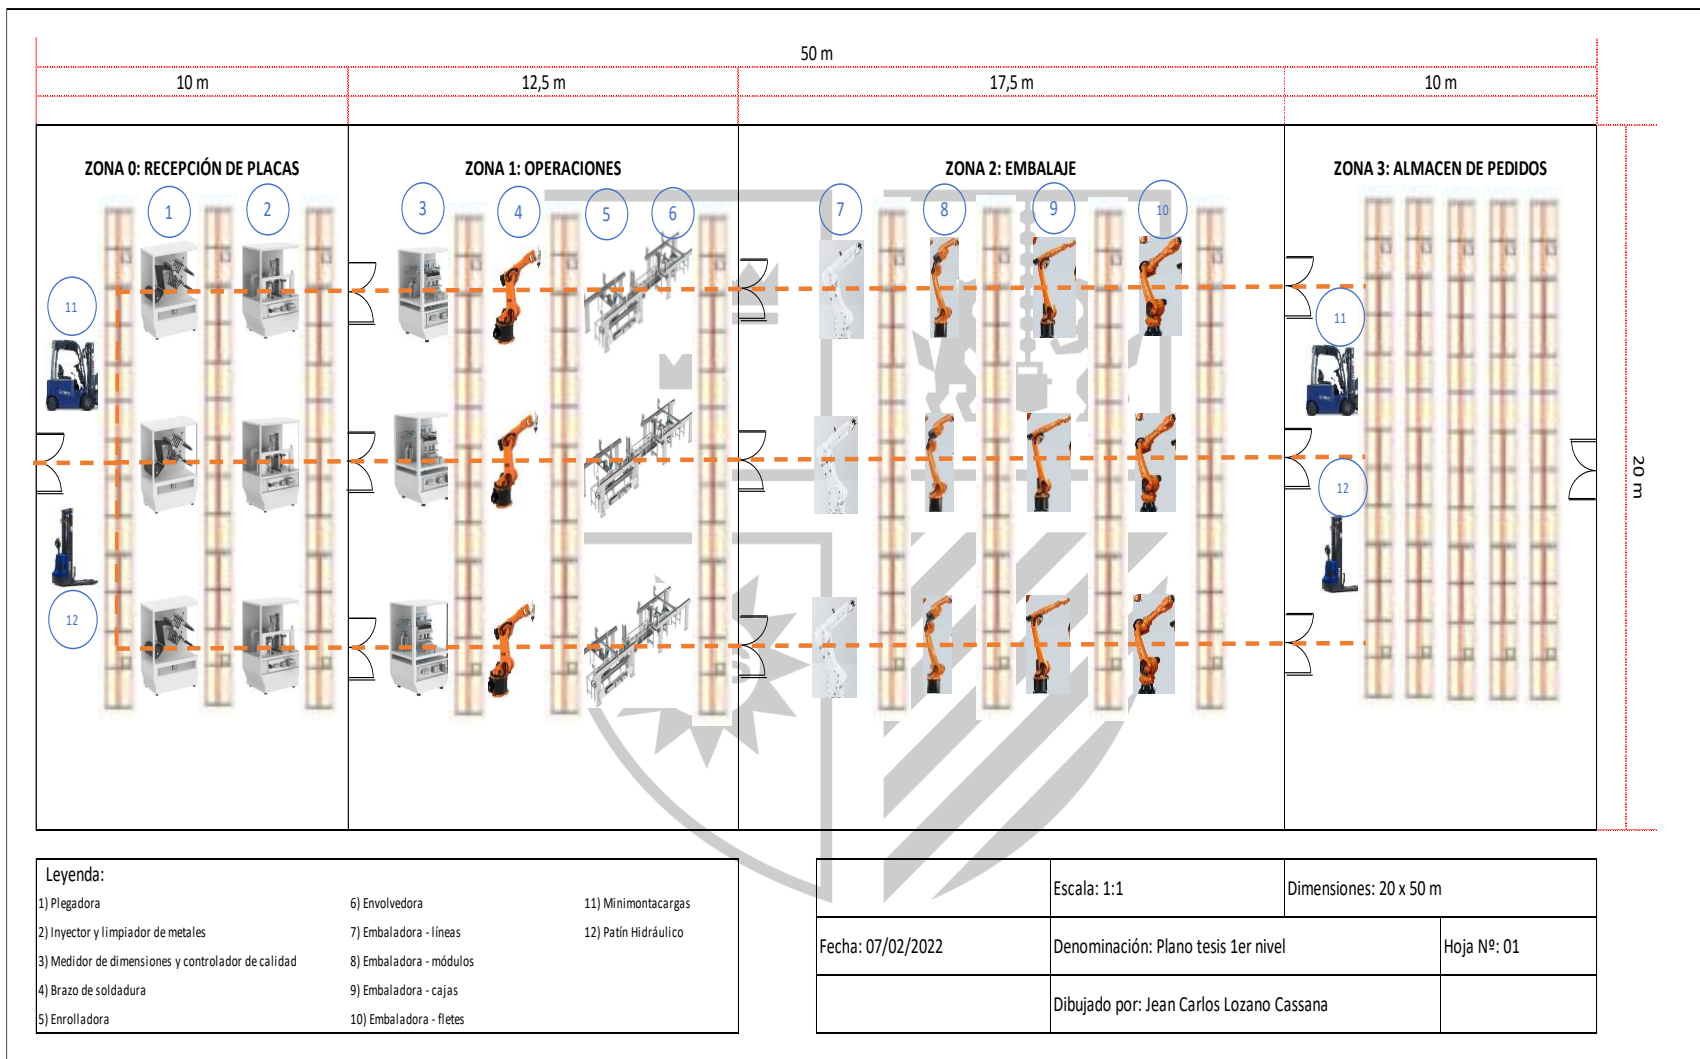 50 m
10 m
12,5 m
17,5 m
10 m
20 m
ZONA 0: RECEPCIÓN DE PLACAS
ZONA 1: OPERACIONES
ZONA 2: EMBALAJE
ZONA 3: ALMACEN DE PEDIDOS
1
2
3
4
5
6
7
8
9
10
11
12
11
12
Leyenda:
1) Plegadora
2) Inyector y limpiador de metales
3) Medidor de dimensiones y controlador de calidad
4) Brazo de soldadura
5) Enrolladora
6) Envolvedora
7) Embaladora - líneas
8) Embaladora - módulos
9) Embaladora - cajas
10) Embaladora - fletes
11) Minimontacargas
12) Patín Hidráulico
Escala: 1:1
Dimensiones: 20 x 50 m
Fecha: 07/02/2022
Denominación: Plano tesis 1er nivel
Hoja Nº: 01
Dibujado por: Jean Carlos Lozano Cassana